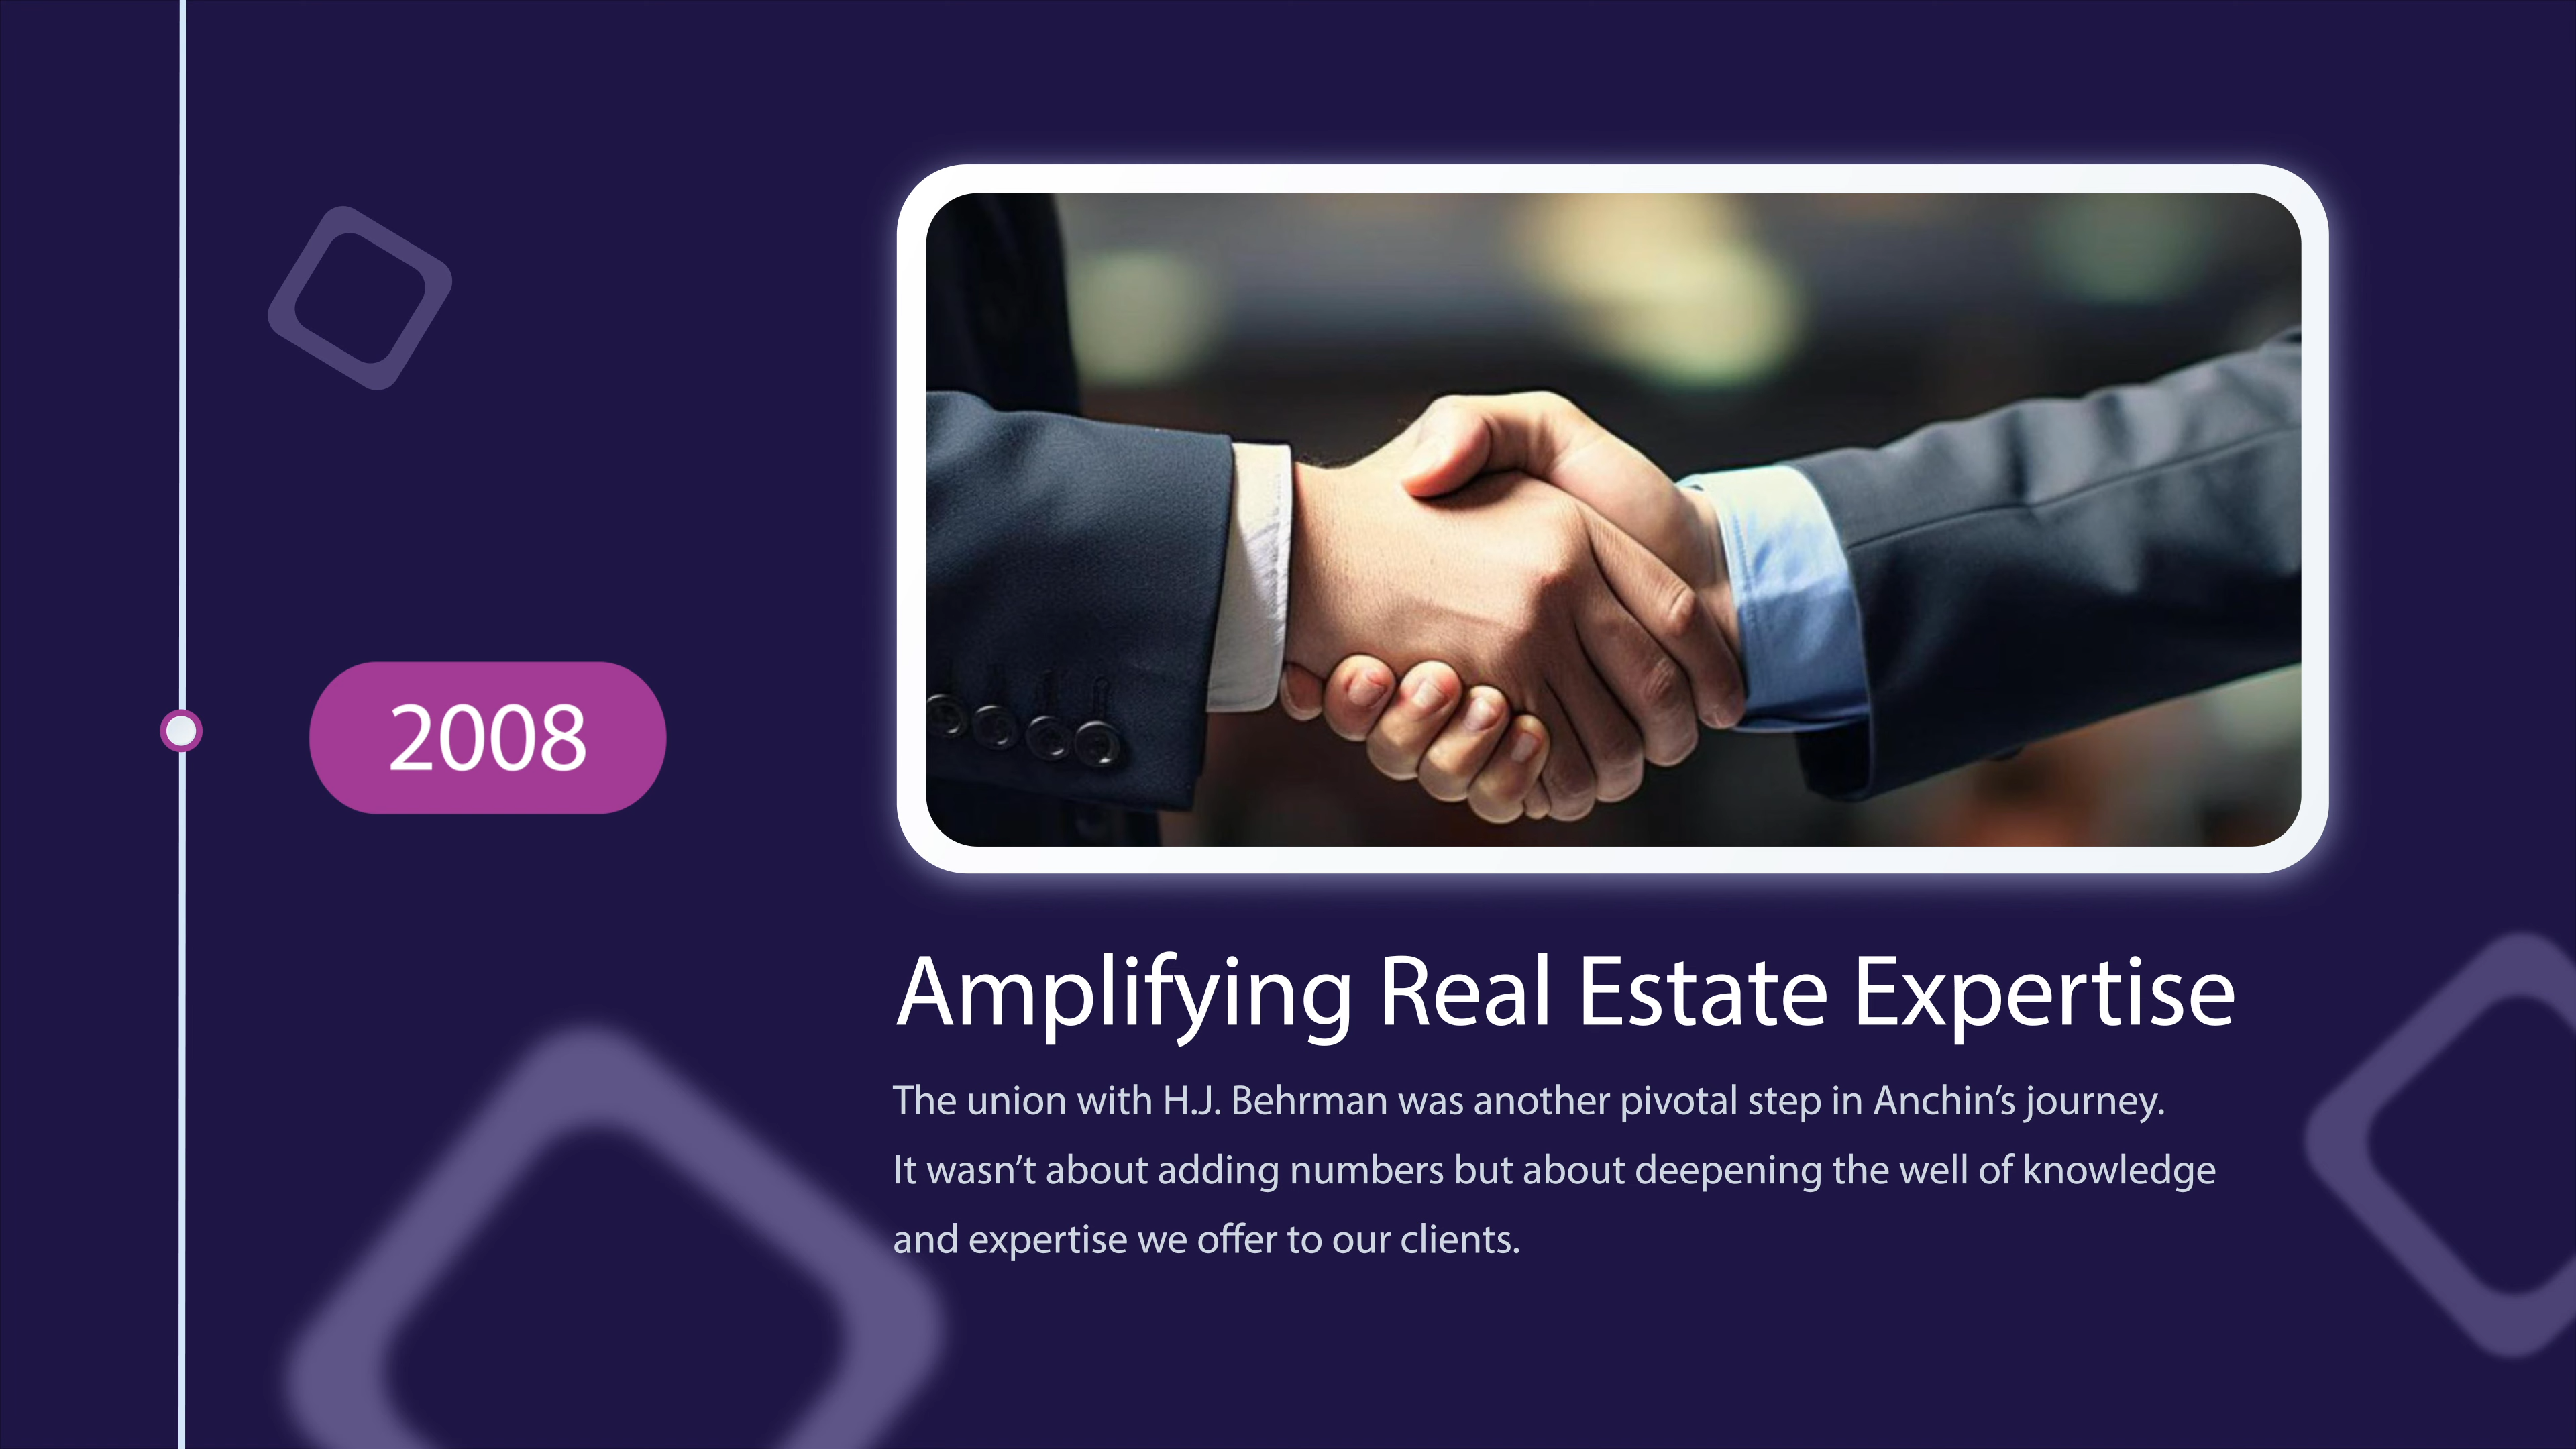 2008
Amplifying Real Estate Expertise
The union with H.J. Behrman was another pivotal step in Anchin’s journey.
It wasn’t about adding numbers but about deepening the well of knowledge
and expertise we offer to our clients.